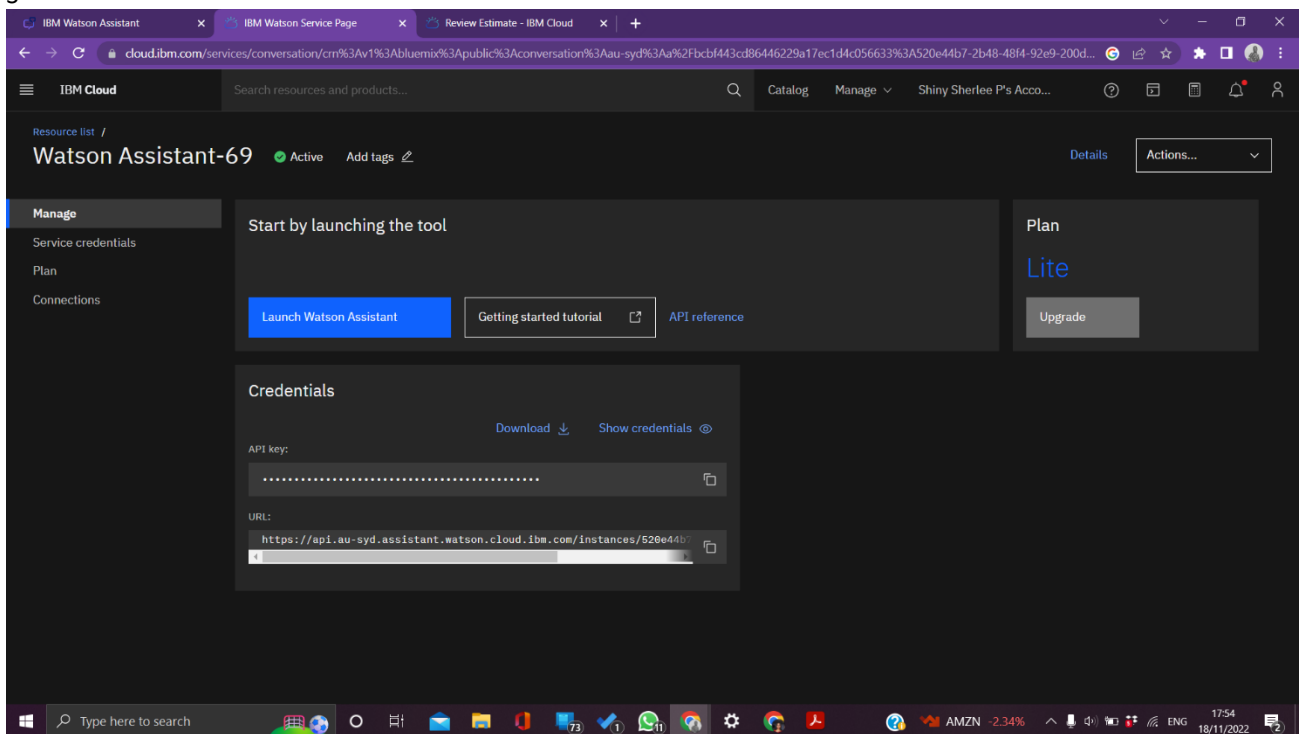 IBM Watson Assistant
IBM Watson Service Page
Review Estimate - IBM Cloud
cloud.ibm.com/services/conversation/crn%3Av1%3Abluemix%3Apublic%3Aconversation%3Aau-syd%3Aa%2Fbcbf443cd86446229a17ec1d4c056633%3A520e44b7-2b48-48f4-92e9-200d...
IBM Cloud
Search resources and products...
Catalog
Manage
Shiny Sherlee P's Acco...
Resource list /
Watson Assistant-69
Active
Add tags
Details
Actions...
Manage
Service credentials
Plan
Connections
Start by launching the tool
Launch Watson Assistant
Getting started tutorial
API reference
Plan
Lite
Upgrade
Credentials
Download
Show credentials
API key:
URL:
https://api.au-syd.assistant.watson.cloud.ibm.com/instances/520e44b7
Type here to search
73
1
11
AMZN -2.34%
ENG
17:54
18/11/2022
2